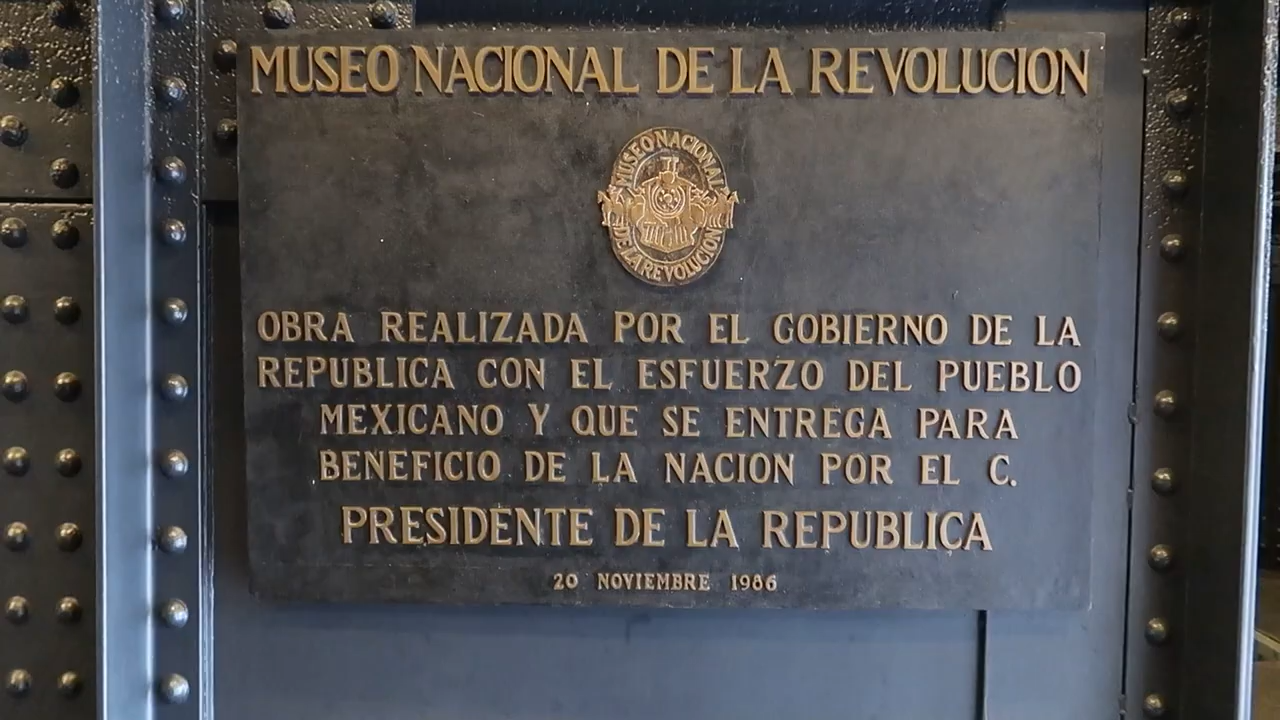 MUSEO NACIONAL DE LA REVOLUCION
MUSEO NACIONAL
DE LA REVOLUCION
OBRA REALIZADA POR EL GOBIERNO DE LA
REPUBLICA CON EL ESFUERZO DEL PUEBLO
MEXICANO Y QUE SE ENTREGA PARA
BENEFICIO DE LA NACION POR EL C.
PRESIDENTE DE LA REPUBLICA
20 NOVIEMBRE 1986